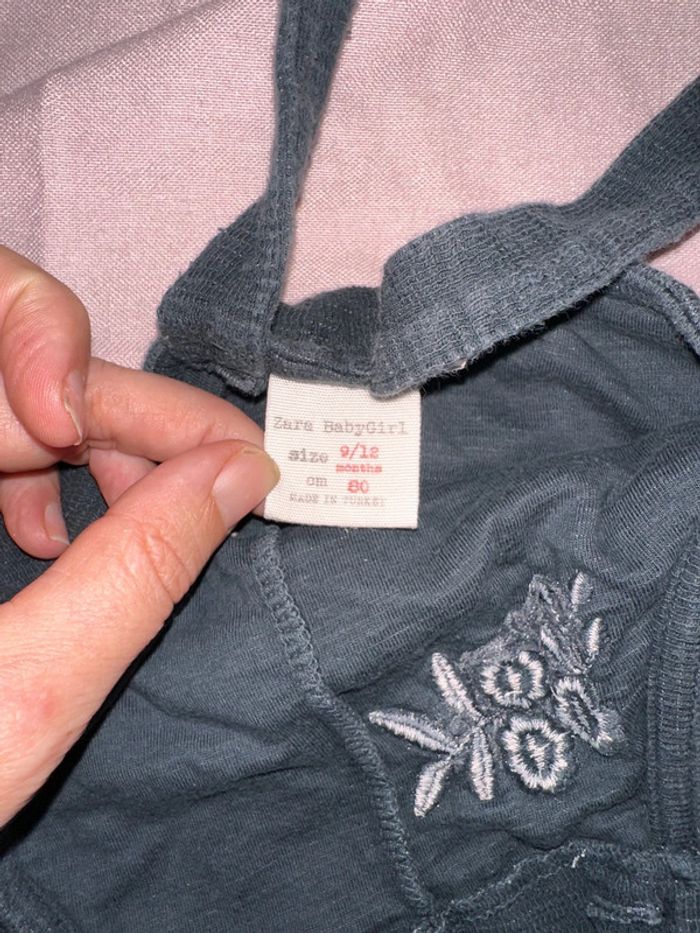 Zara BabyGirl
size 9/12
months
cm 80
MADE IN TURKEY